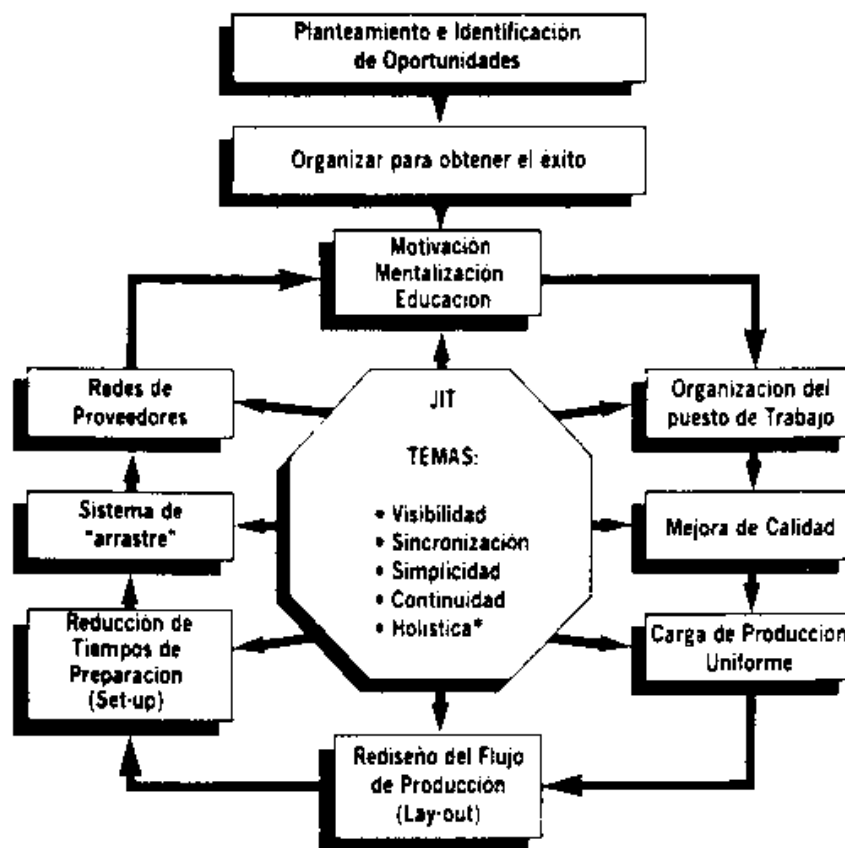 Planteamiento e Identificación
de Oportunidades
Organizar para obtener el éxito
Motivación
Mentalización
Educacion
Redes de
Proveedores
JIT
Organizacion del
puesto de Trabajo
TEMAS:
Sistema de
"arrastre"
• Visibilidad
• Sincronización
• Simplicidad
• Continuidad
• Holistica*
Mejora de Calidad
Reducción de
Tiempos de
Preparacion
(Set-up)
Carga de Produccion
Uniforme
Rediseño del Flujo
de Producción
(Lay-out)